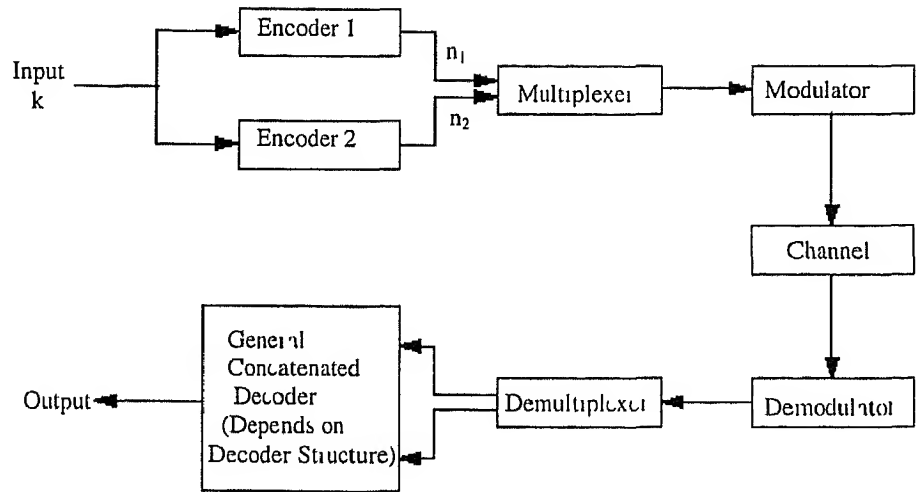 Encoder 1
n1
Input
k
Multiplexer
Modulator
Encoder 2
n2
Channel
General
Concatenated
Decoder
(Depends on
Decoder Structure)
Output
Demultiplexer
Demodulator